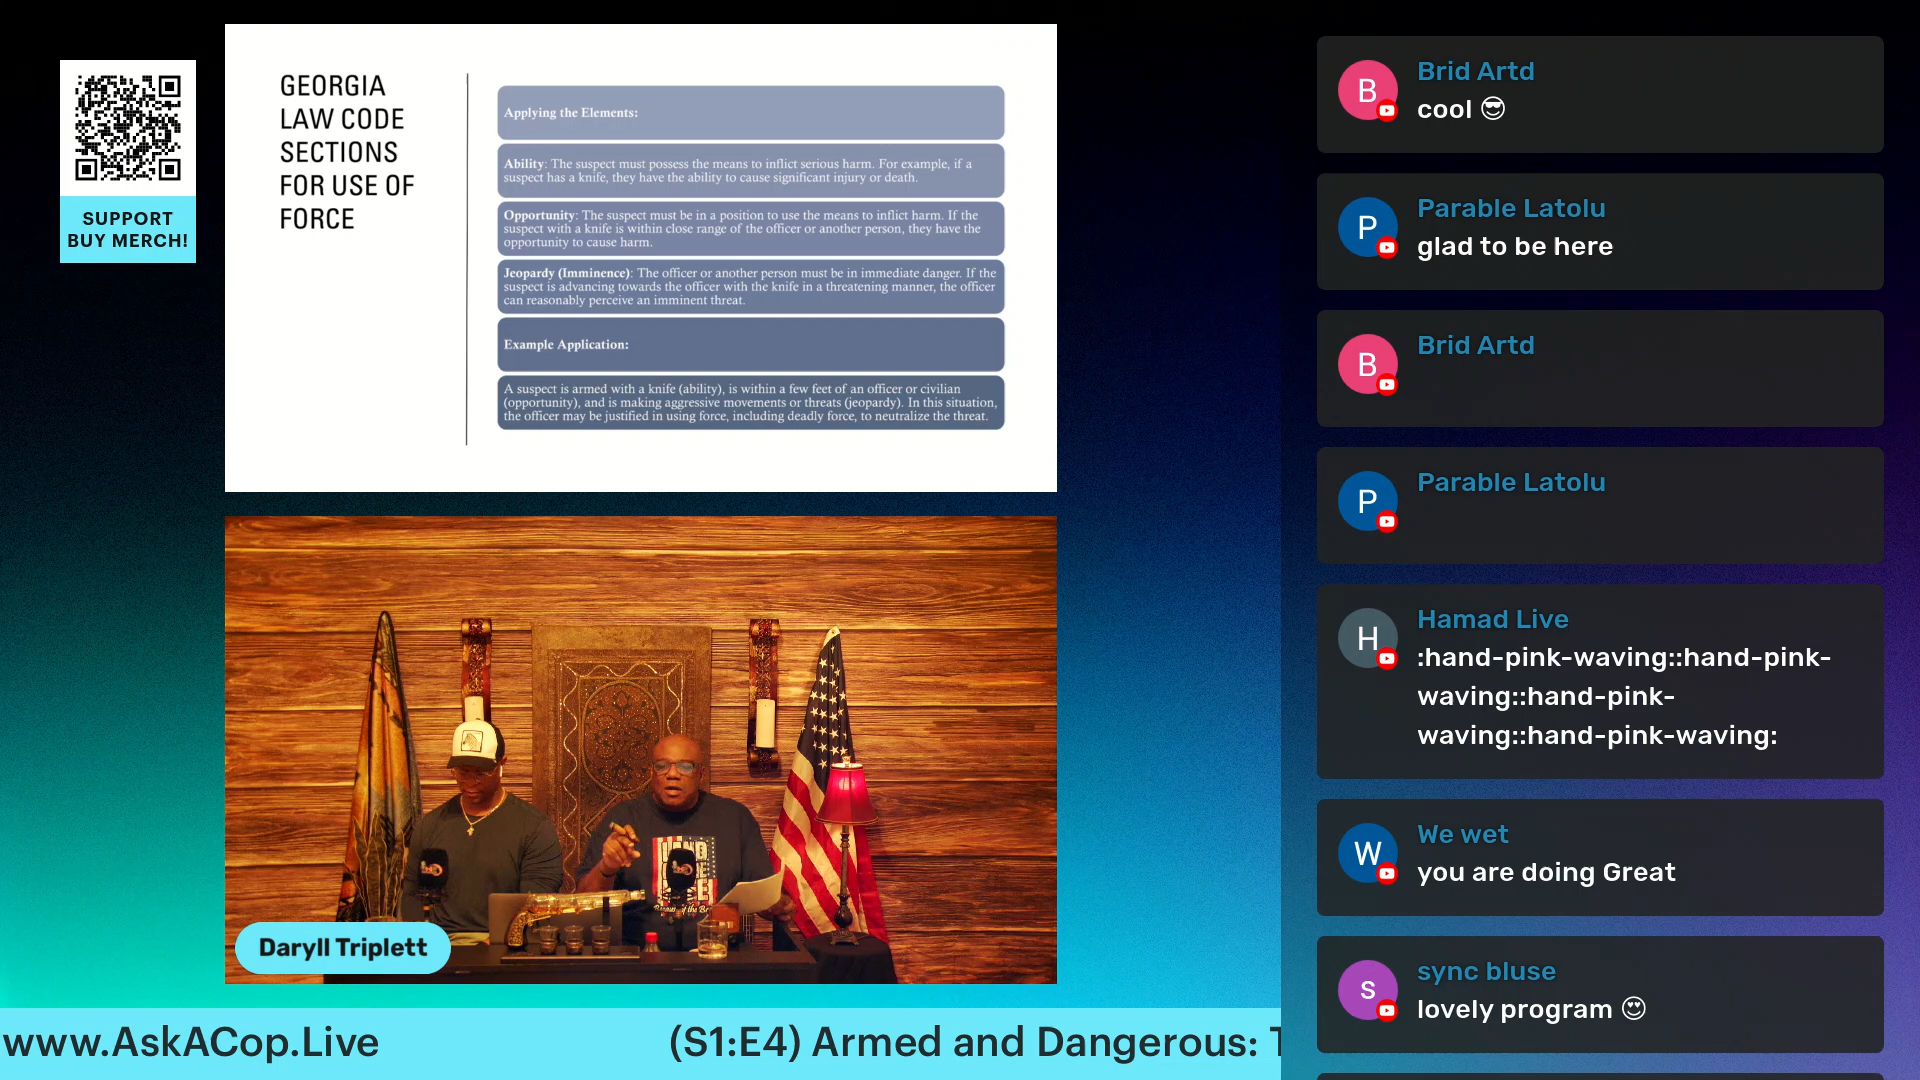 SUPPORT
BUY MERCH!
GEORGIA
LAW CODE
SECTIONS
FOR USE OF
FORCE
Applying the Elements:
Ability: The suspect must possess the means to inflict serious harm. For example, if a
suspect has a knife, they have the ability to cause significant injury or death.
Opportunity: The suspect must be in a position to use the means to inflict harm. If the
suspect with a knife is within close range of the officer or another person, they have the
opportunity to cause harm.
Jeopardy (Imminence): The officer or another person must be in immediate danger. If the
suspect is advancing towards the officer with the knife in a threatening manner, the officer
can reasonably perceive an imminent threat.
Example Application:
A suspect is armed with a knife (ability), is within a few feet of an officer or civilian
(opportunity), and is making aggressive movements or threats (jeopardy). In this situation,
the officer may be justified in using force, including deadly force, to neutralize the threat.
Daryll Triplett
www.AskACop.Live (S1:E4) Armed and Dangerous:
B
Brid Artd
cool 😎
P
Parable Latolu
glad to be here
B
Brid Artd
P
Parable Latolu
H
Hamad Live
:hand-pink-waving::hand-pink-
waving::hand-pink-
waving::hand-pink-waving:
W
We wet
you are doing Great
s
sync bluse
lovely program 😍